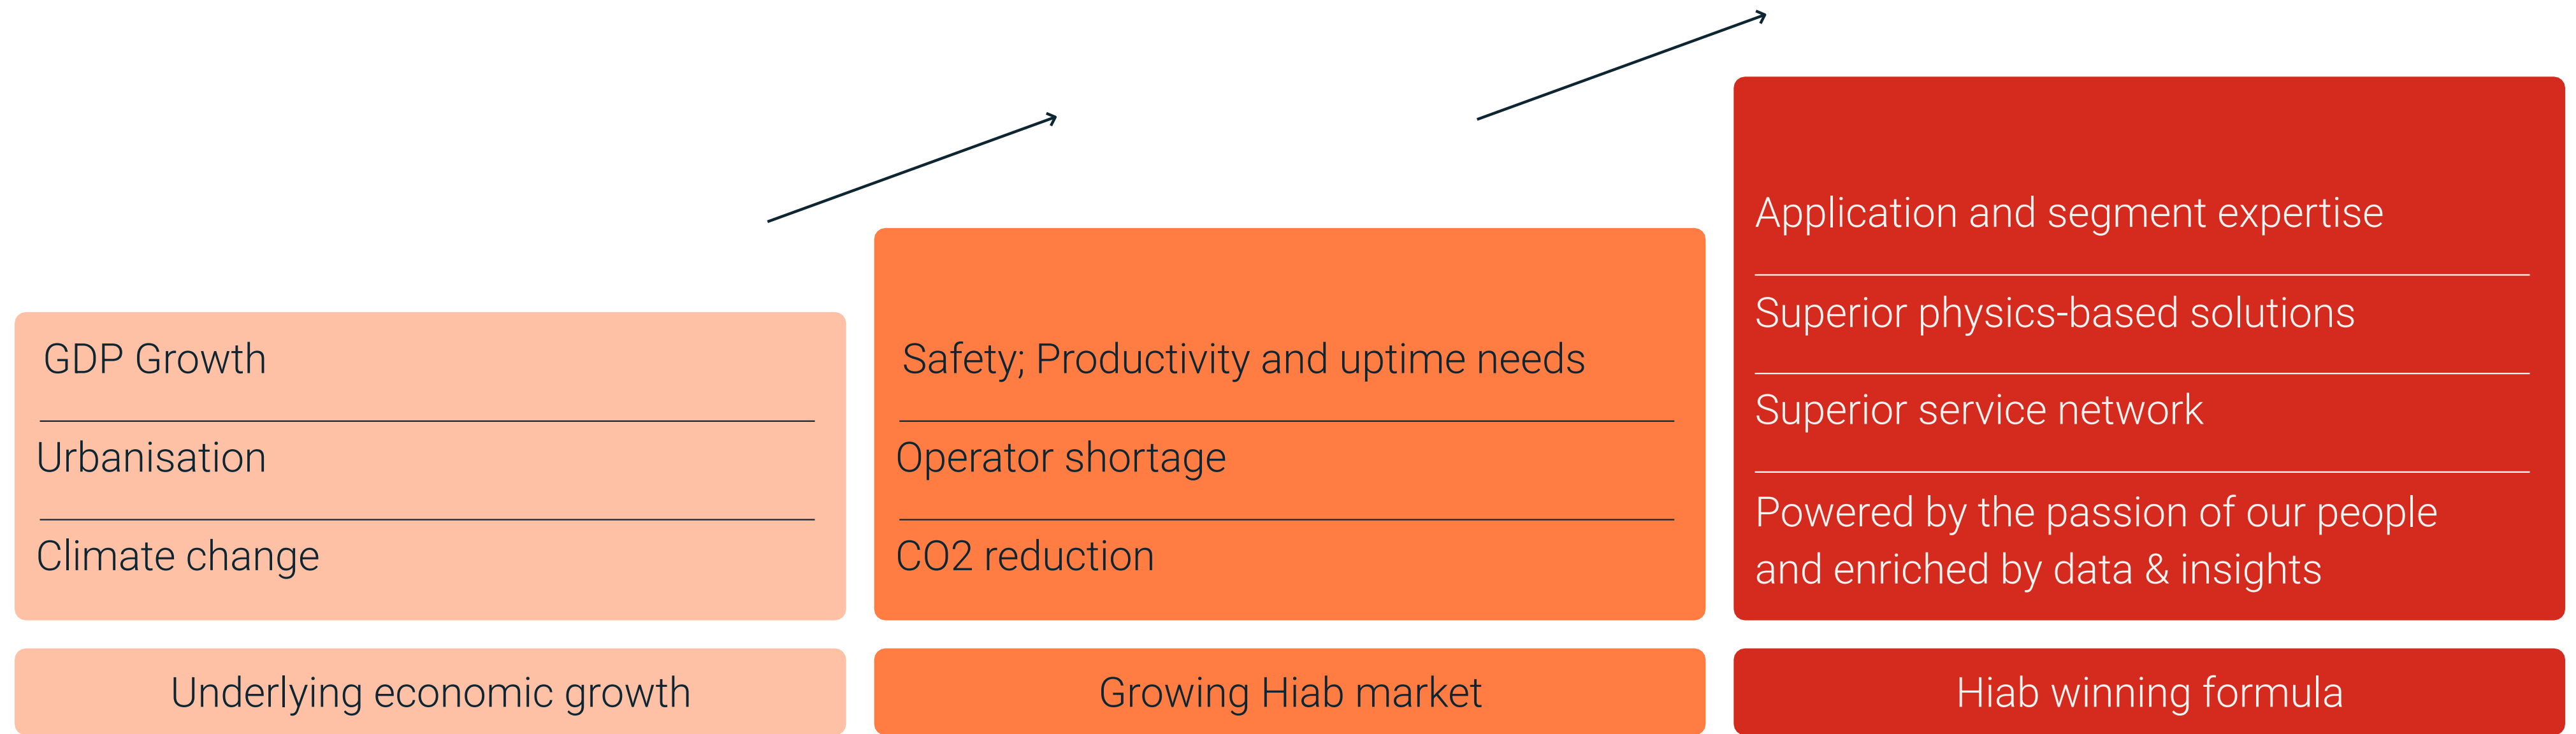 GDP Growth
Urbanisation
Climate change
Underlying economic growth
Safety; Productivity and uptime needs
Operator shortage
CO2 reduction
Growing Hiab market
Application and segment expertise
Superior physics-based solutions
Superior service network
Powered by the passion of our people
and enriched by data & insights
Hiab winning formula